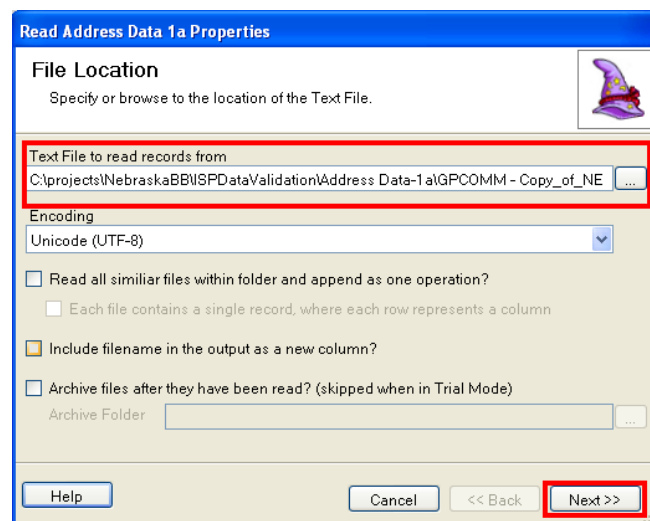 Read Address Data 1a Properties
File Location
Specify or browse to the location of the Text File.
Text File to read records from
C:\projects\NebraskaBB\ISPDataValidation\Address Data-1a\GPCOMM - Copy_of_NE
...
Encoding
Unicode (UTF-8)
Read all similiar files within folder and append as one operation?
Each file contains a single record, where each row represents a column
Include filename in the output as a new column?
Archive files after they have been read? (skipped when in Trial Mode)
Archive Folder
...
Help
Cancel
<< Back
Next >>